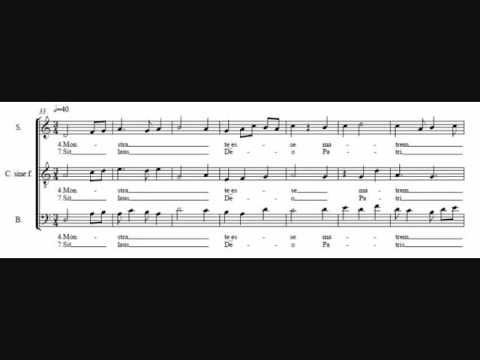 33 𝅗𝅥=40
S.
4.Mon - stra te es - se ma - trem
7.Sit laus De - o Pa - tri
C. sine f.
4.Mon - stra te es - se ma - trem
7.Sit laus De - o Pa - tri
B.
4.Mon - stra te es - se ma - trem
7.Sit laus De - o Pa - tri